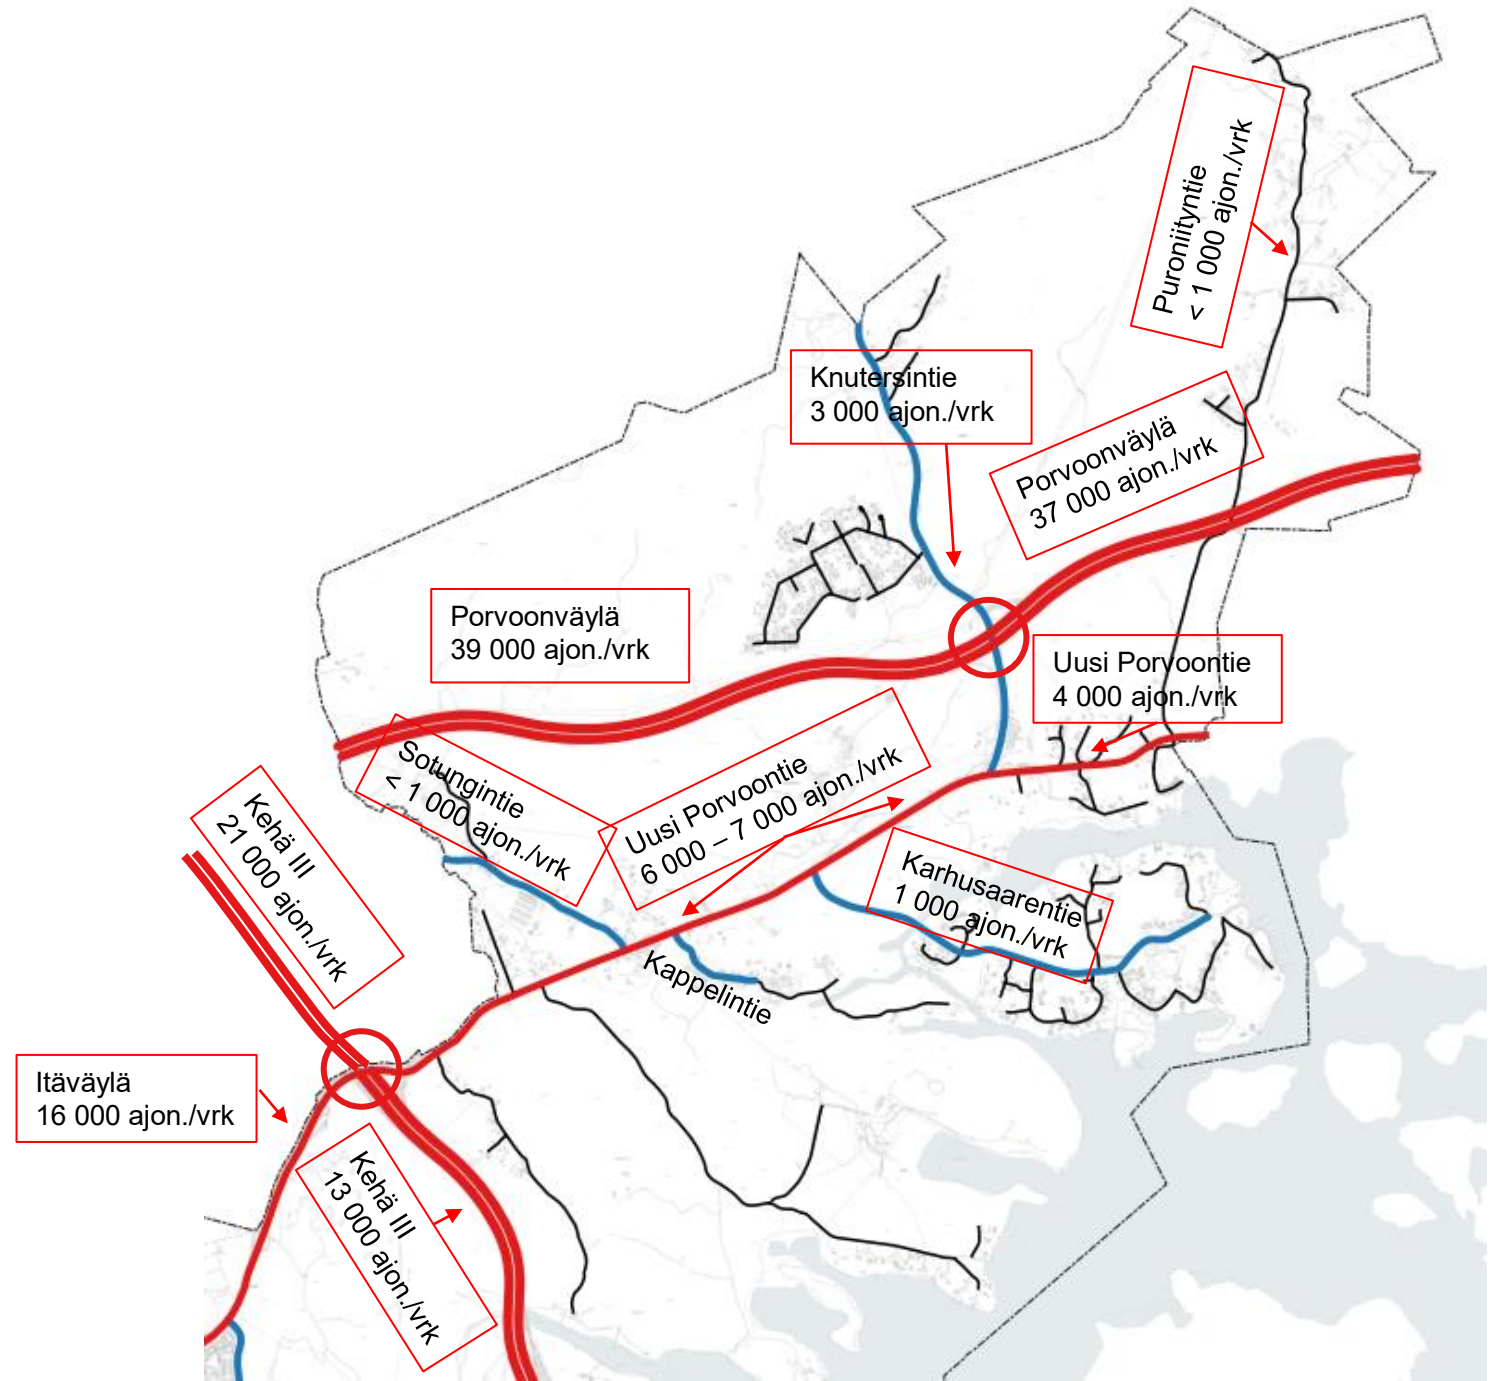 Puroniityntie
< 1 000 ajon./vrk
Knutersintie
3 000 ajon./vrk
Porvoonväylä
37 000 ajon./vrk
Porvoonväylä
39 000 ajon./vrk
Uusi Porvoontie
4 000 ajon./vrk
Sotungintie
< 1 000 ajon./vrk
Uusi Porvoontie
6 000 – 7 000 ajon./vrk
Kehä III
21 000 ajon./vrk
Karhusaarentie
1 000 ajon./vrk
Kappelintie
Itäväylä
16 000 ajon./vrk
Kehä III
13 000 ajon./vrk